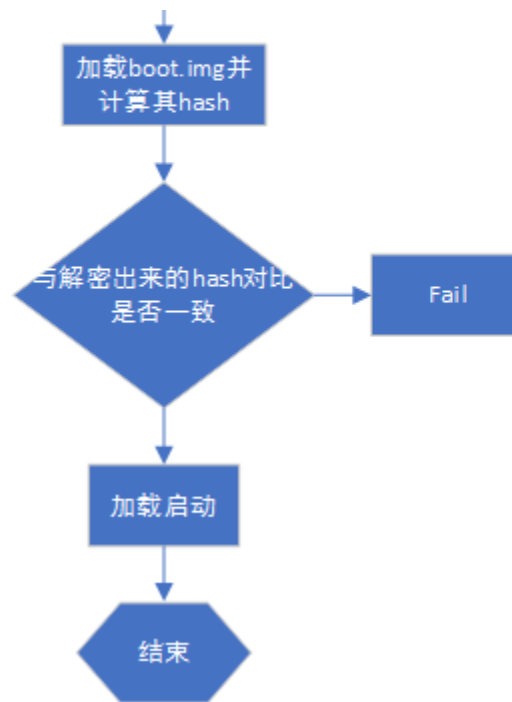 加载boot.img并
计算其hash
与解密出来的hash对比
是否一致
Fail
加载启动
结束